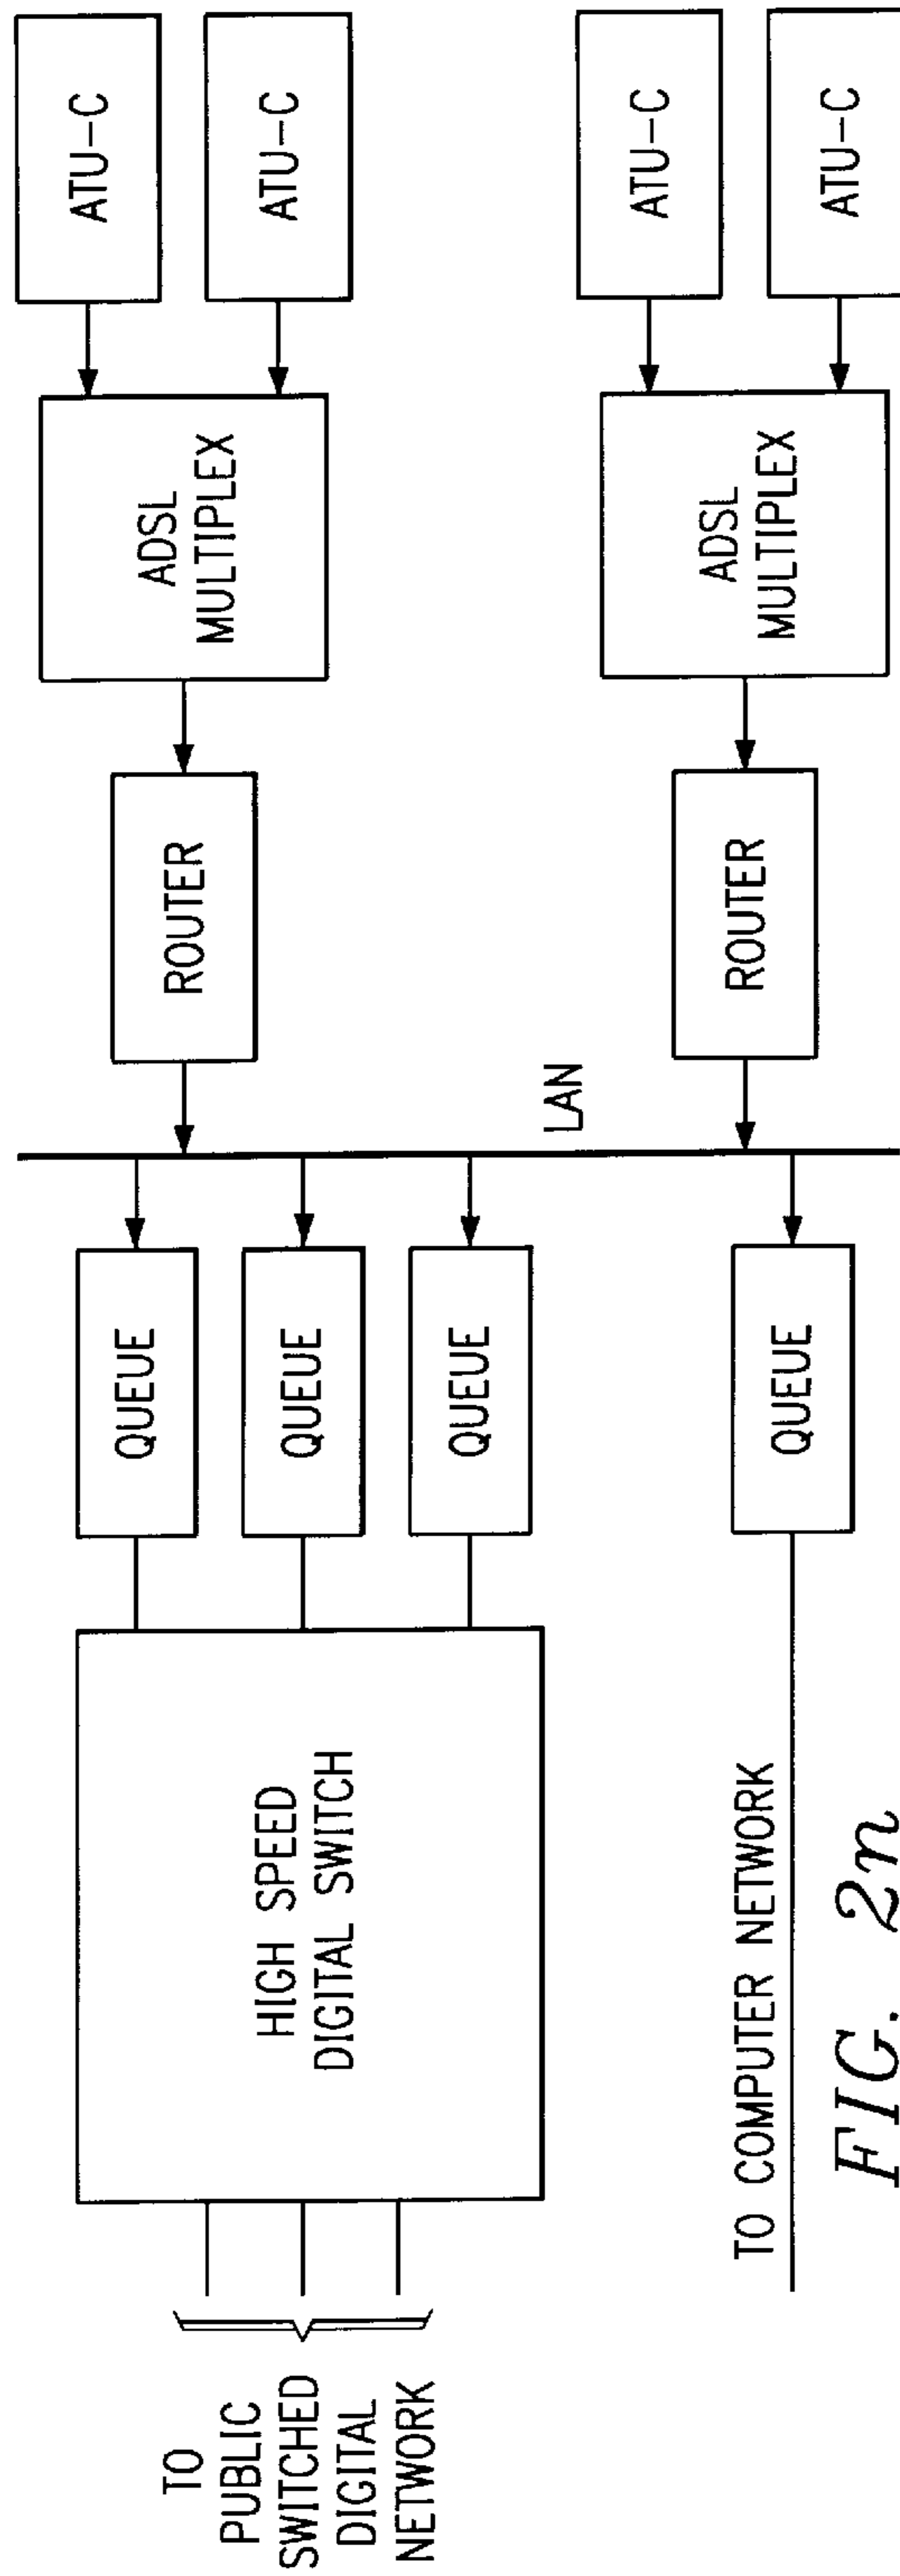 TO
PUBLIC
SWITCHED
DIGITAL
NETWORK
HIGH SPEED
DIGITAL SWITCH
QUEUE
QUEUE
QUEUE
ROUTER
ADSL
MULTIPLEX
ATU-C
ATU-C
LAN
TO COMPUTER NETWORK
QUEUE
ROUTER
ADSL
MULTIPLEX
ATU-C
ATU-C
FIG. 2n